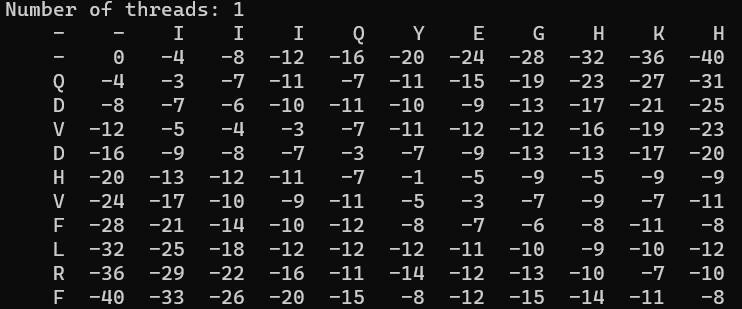 Number of threads: 1
- - I I I Q Y E G H K H
- 0 -4 -8 -12 -16 -20 -24 -28 -32 -36 -40
Q -4 -3 -7 -11 -7 -11 -15 -19 -23 -27 -31
D -8 -7 -6 -10 -11 -10 -9 -13 -17 -21 -25
V -12 -5 -4 -3 -7 -11 -12 -12 -16 -19 -23
D -16 -9 -8 -7 -3 -7 -9 -13 -13 -17 -20
H -20 -13 -12 -11 -7 -1 -5 -9 -5 -9 -9
V -24 -17 -10 -9 -11 -5 -3 -7 -9 -7 -11
F -28 -21 -14 -10 -12 -8 -7 -6 -8 -11 -8
L -32 -25 -18 -12 -12 -12 -11 -10 -9 -10 -12
R -36 -29 -22 -16 -11 -14 -12 -13 -10 -7 -10
F -40 -33 -26 -20 -15 -8 -12 -15 -14 -11 -8